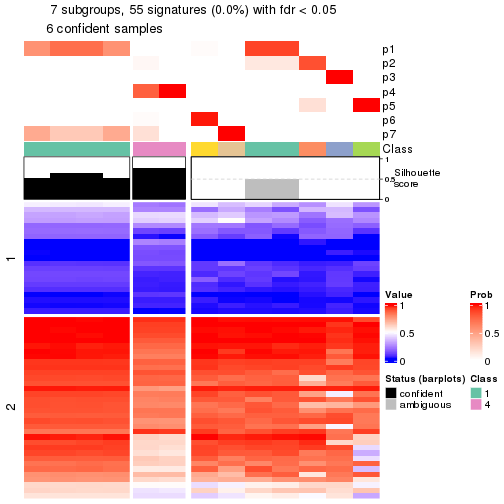 7 subgroups, 55 signatures (0.0%) with fdr < 0.05
6 confident samples
p1
p2
p3
p4
p5
p6
p7
Class
1
0.5
0
Silhouette
score
1
2
Value
1
0.5
0
Prob
1
0.5
0
Status (barplots)
confident
ambiguous
Class
1
4